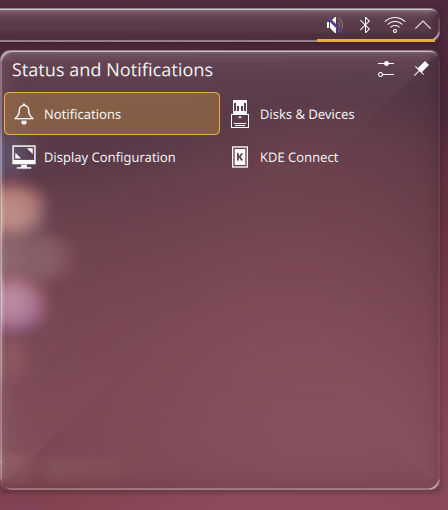 Status and Notifications
Notifications
Disks & Devices
Display Configuration
KDE Connect